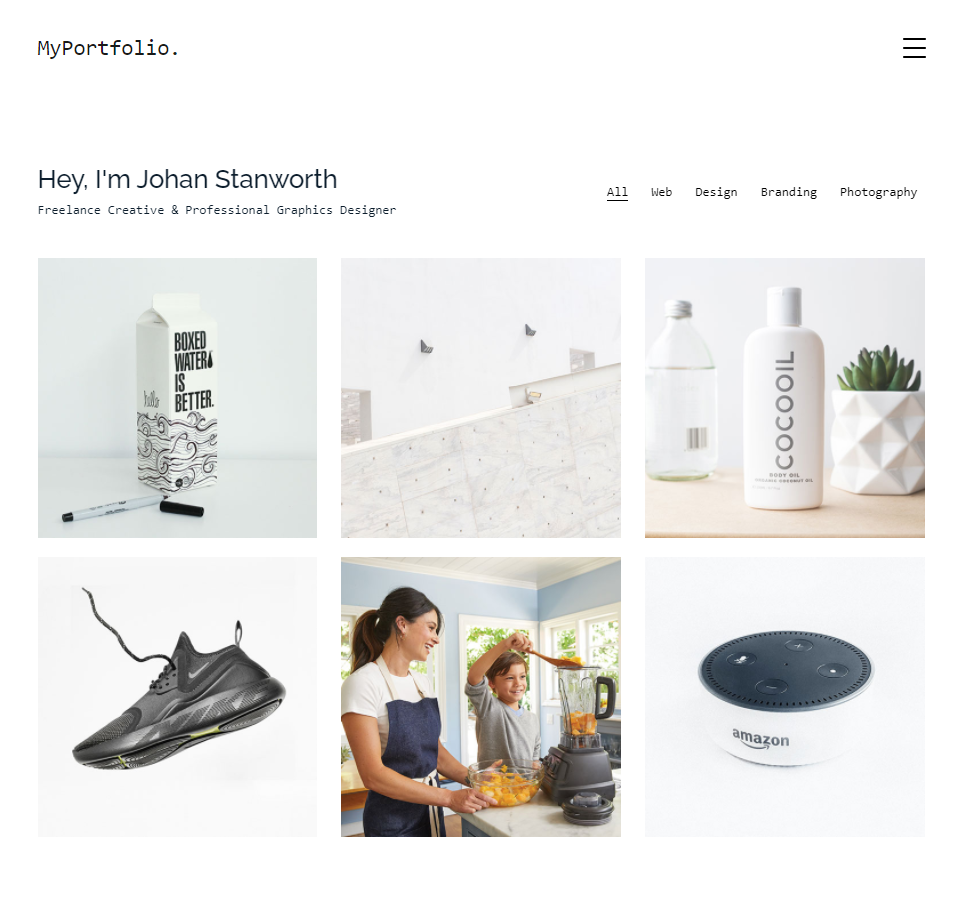 MyPortfolio.
Hey, I'm Johan Stanworth
Freelance Creative & Professional Graphics Designer
All Web Design Branding Photography
BOXED
WATER
IS
BETTER.
hello
COCOOIL
BODY OIL
ORGANIC COCONUT OIL
amazon